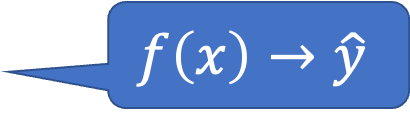 f(x) → ŷ